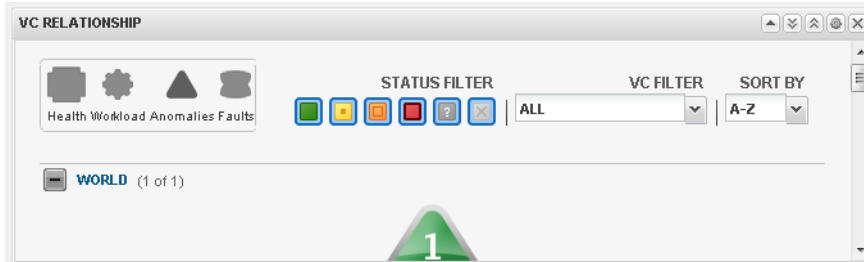 VC RELATIONSHIP
STATUS FILTER VC FILTER SORT BY
Health Workload Anomalies Faults
? ALL A-Z
WORLD (1 of 1)
1